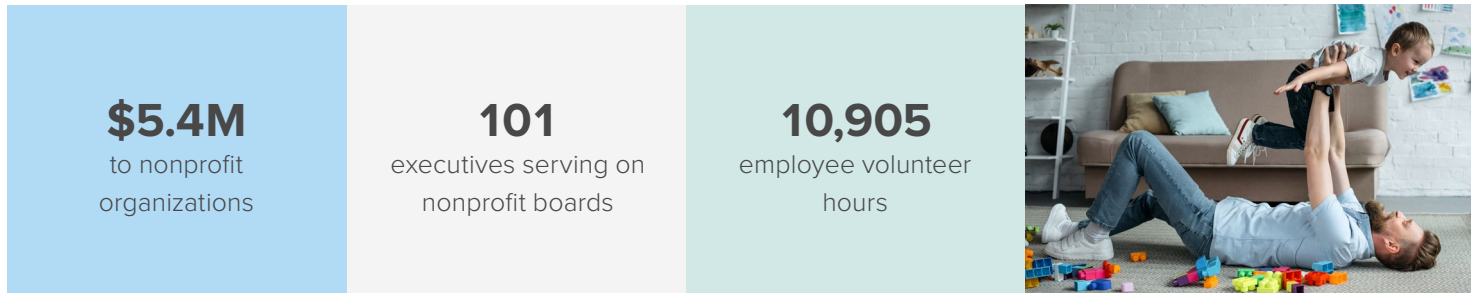 $5.4M
to nonprofit
organizations
101
executives serving on
nonprofit boards
10,905
employee volunteer
hours